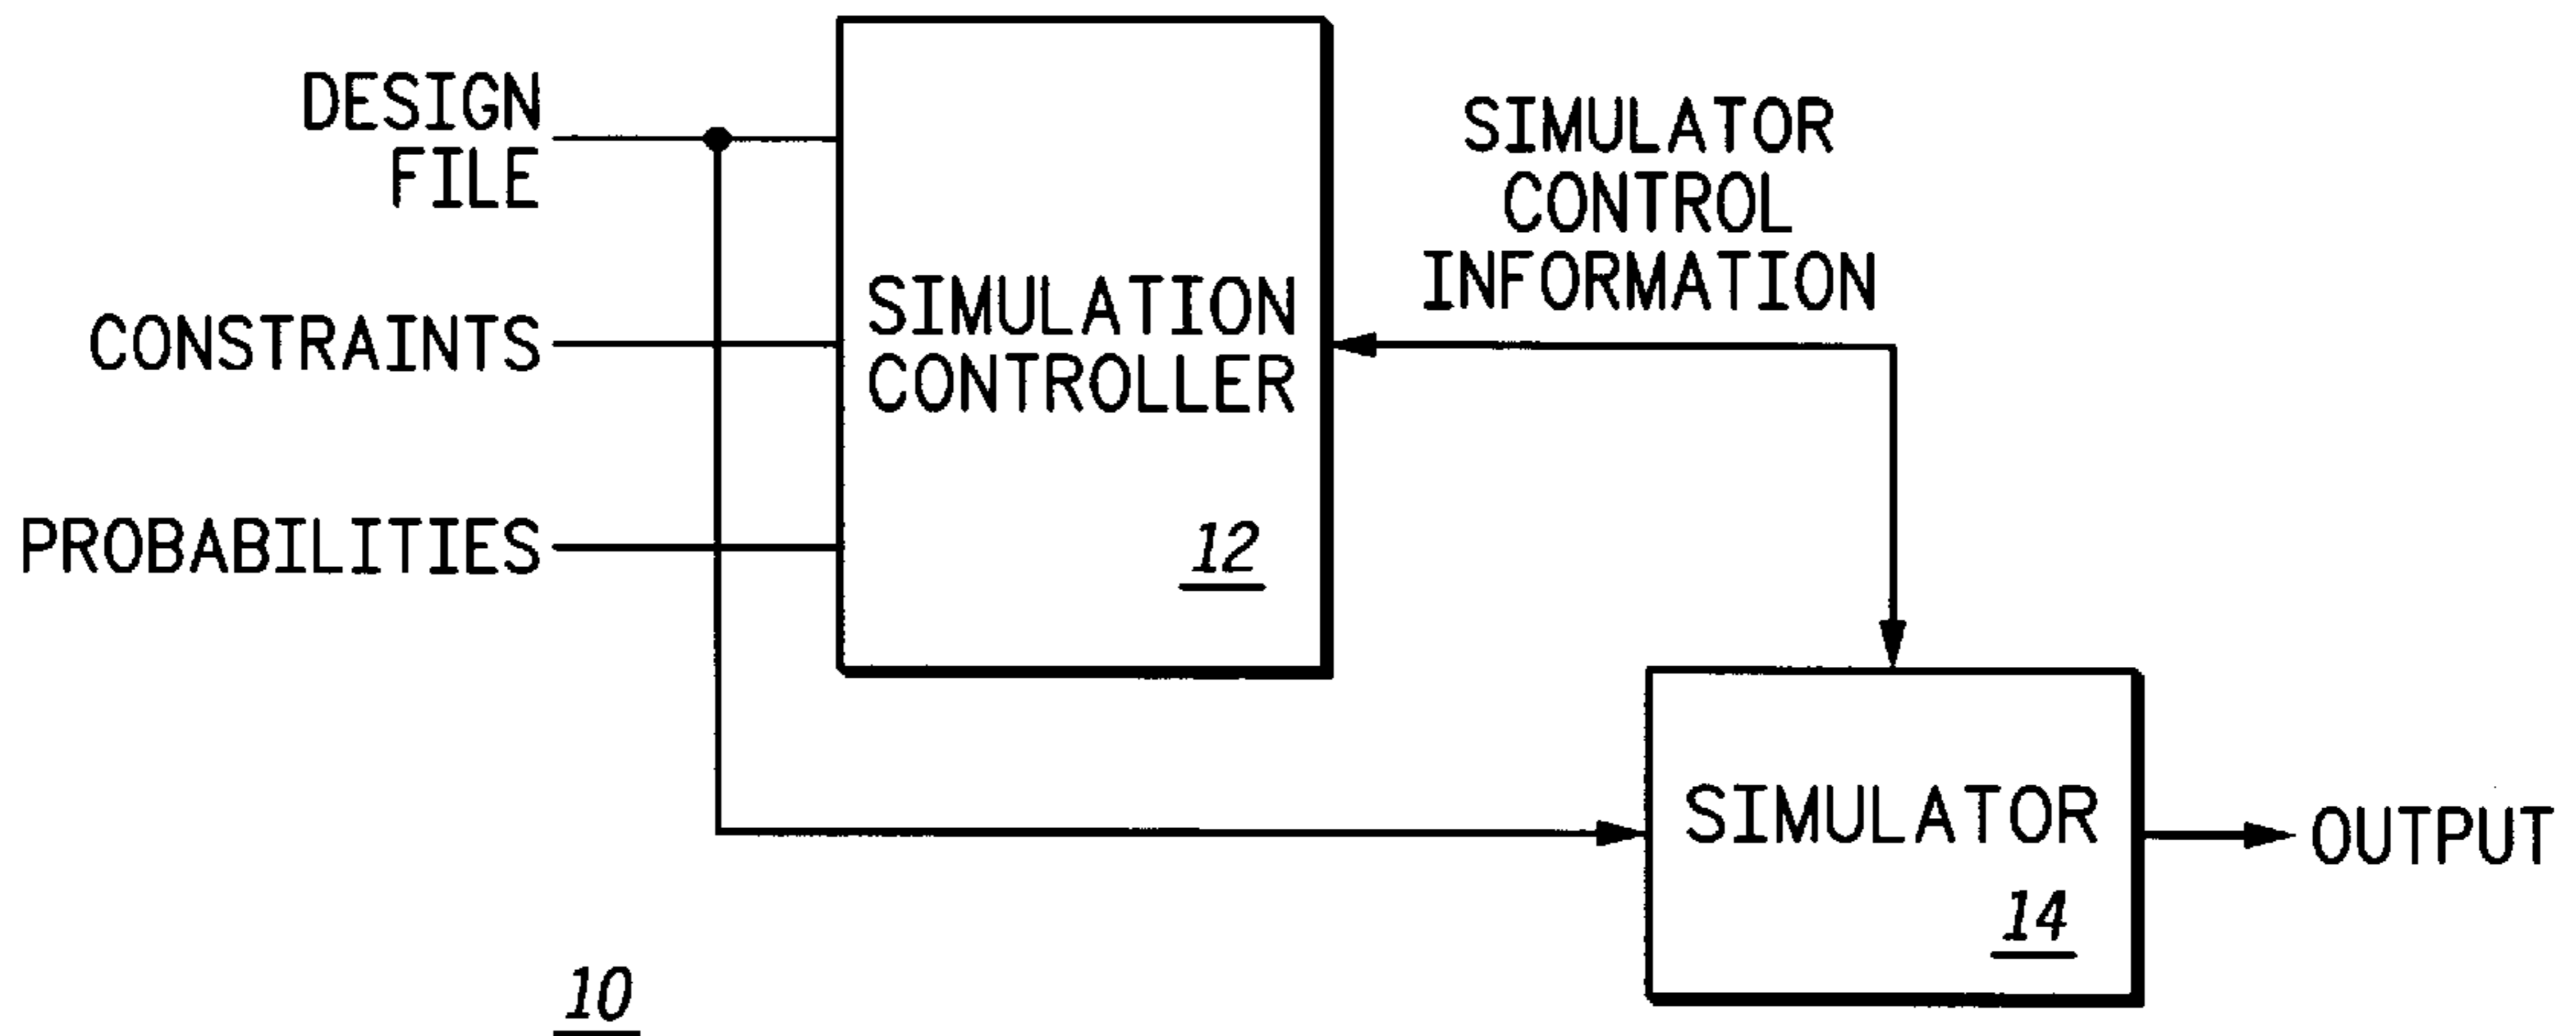 DESIGN
FILE
CONSTRAINTS
PROBABILITIES
SIMULATION
CONTROLLER
12
SIMULATOR
CONTROL
INFORMATION
SIMULATOR
14
OUTPUT
10